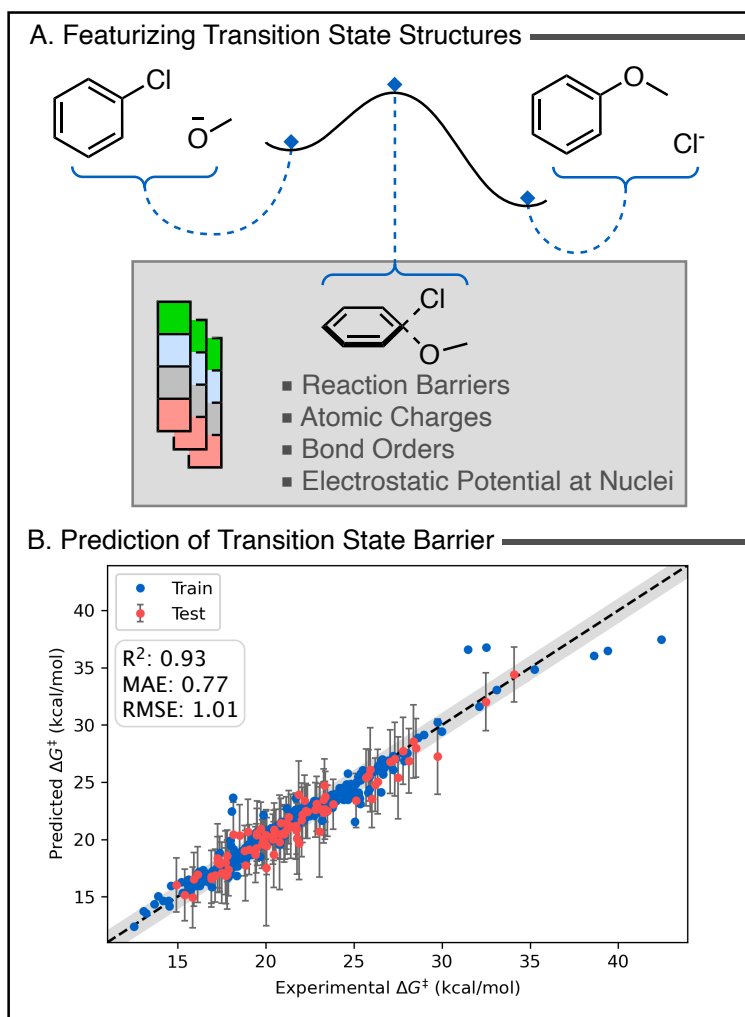 A. Featurizing Transition State Structures
Cl
O
-
O
Cl-
Cl
O
■ Reaction Barriers
■ Atomic Charges
■ Bond Orders
■ Electrostatic Potential at Nuclei
B. Prediction of Transition State Barrier
Train
Test
R²: 0.93
MAE: 0.77
RMSE: 1.01
Predicted ΔG‡ (kcal/mol)
40
35
30
25
20
15
15 20 25 30 35 40
Experimental ΔG‡ (kcal/mol)